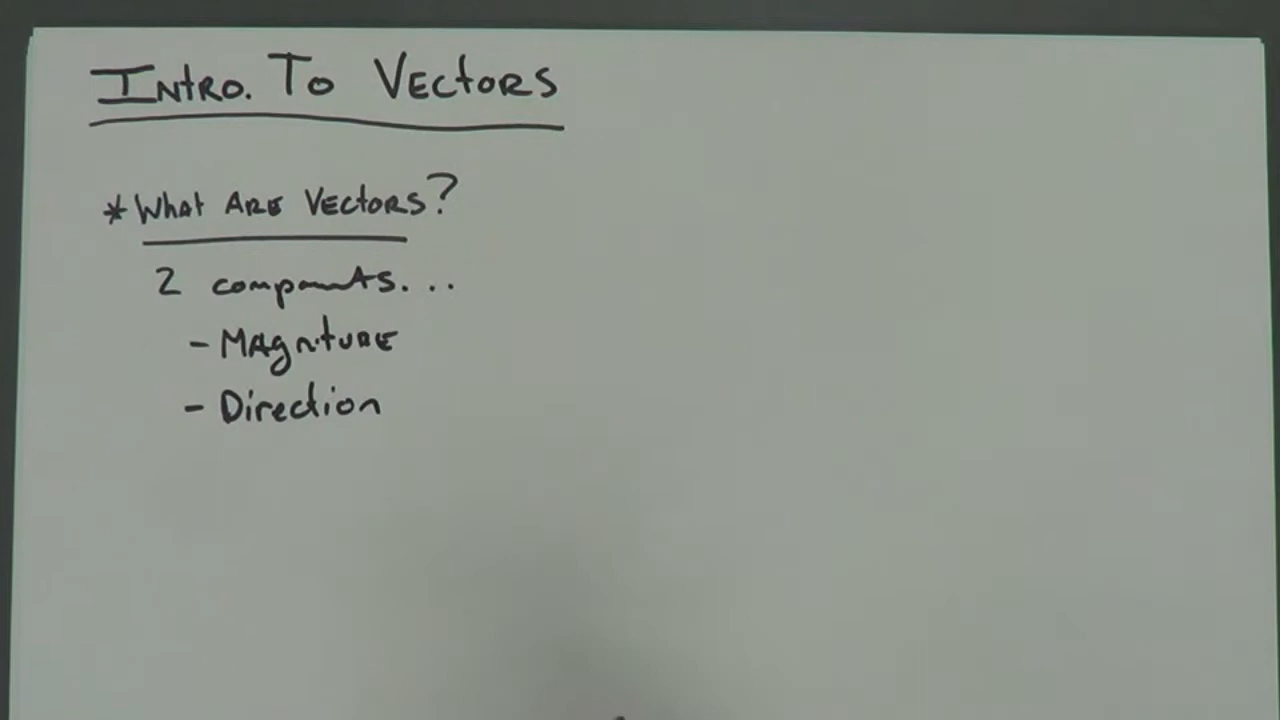 Intro. To Vectors
* What Are Vectors?
2 components...
- Magnitude
- Direction